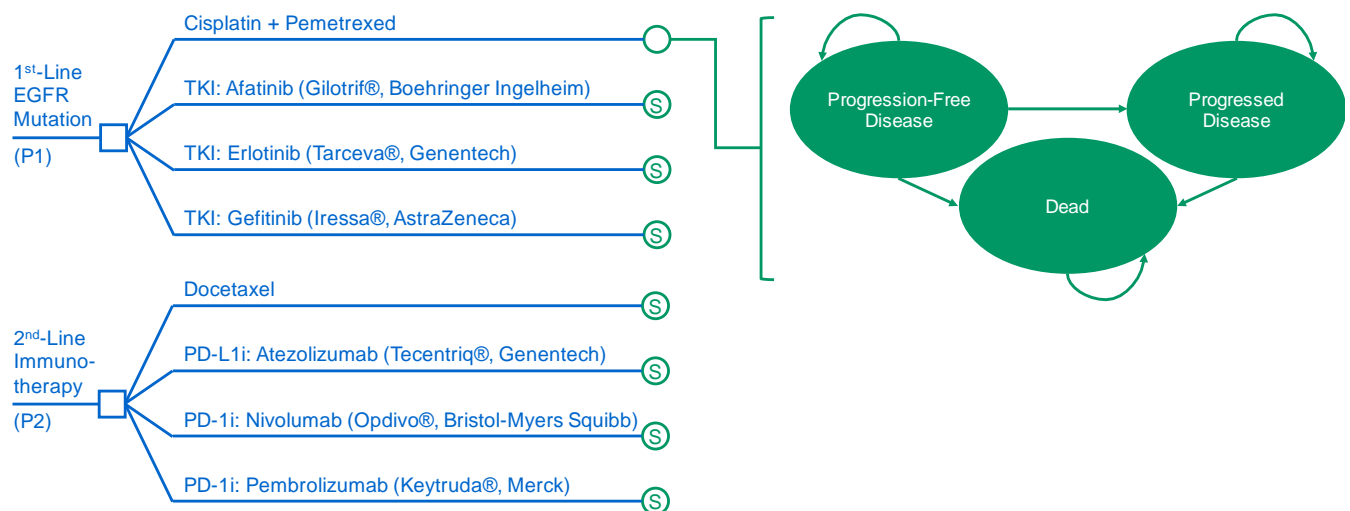 Cisplatin + Pemetrexed
1st-Line
EGFR
Mutation
(P1)
TKI: Afatinib (Gilotrif®, Boehringer Ingelheim)
S
TKI: Erlotinib (Tarceva®, Genentech)
S
TKI: Gefitinib (Iressa®, AstraZeneca)
S
Progression-Free
Disease
Progressed
Disease
Dead
Docetaxel
S
2nd-Line
Immuno-
therapy
(P2)
PD-L1i: Atezolizumab (Tecentriq®, Genentech)
S
PD-1i: Nivolumab (Opdivo®, Bristol-Myers Squibb)
S
PD-1i: Pembrolizumab (Keytruda®, Merck)
S